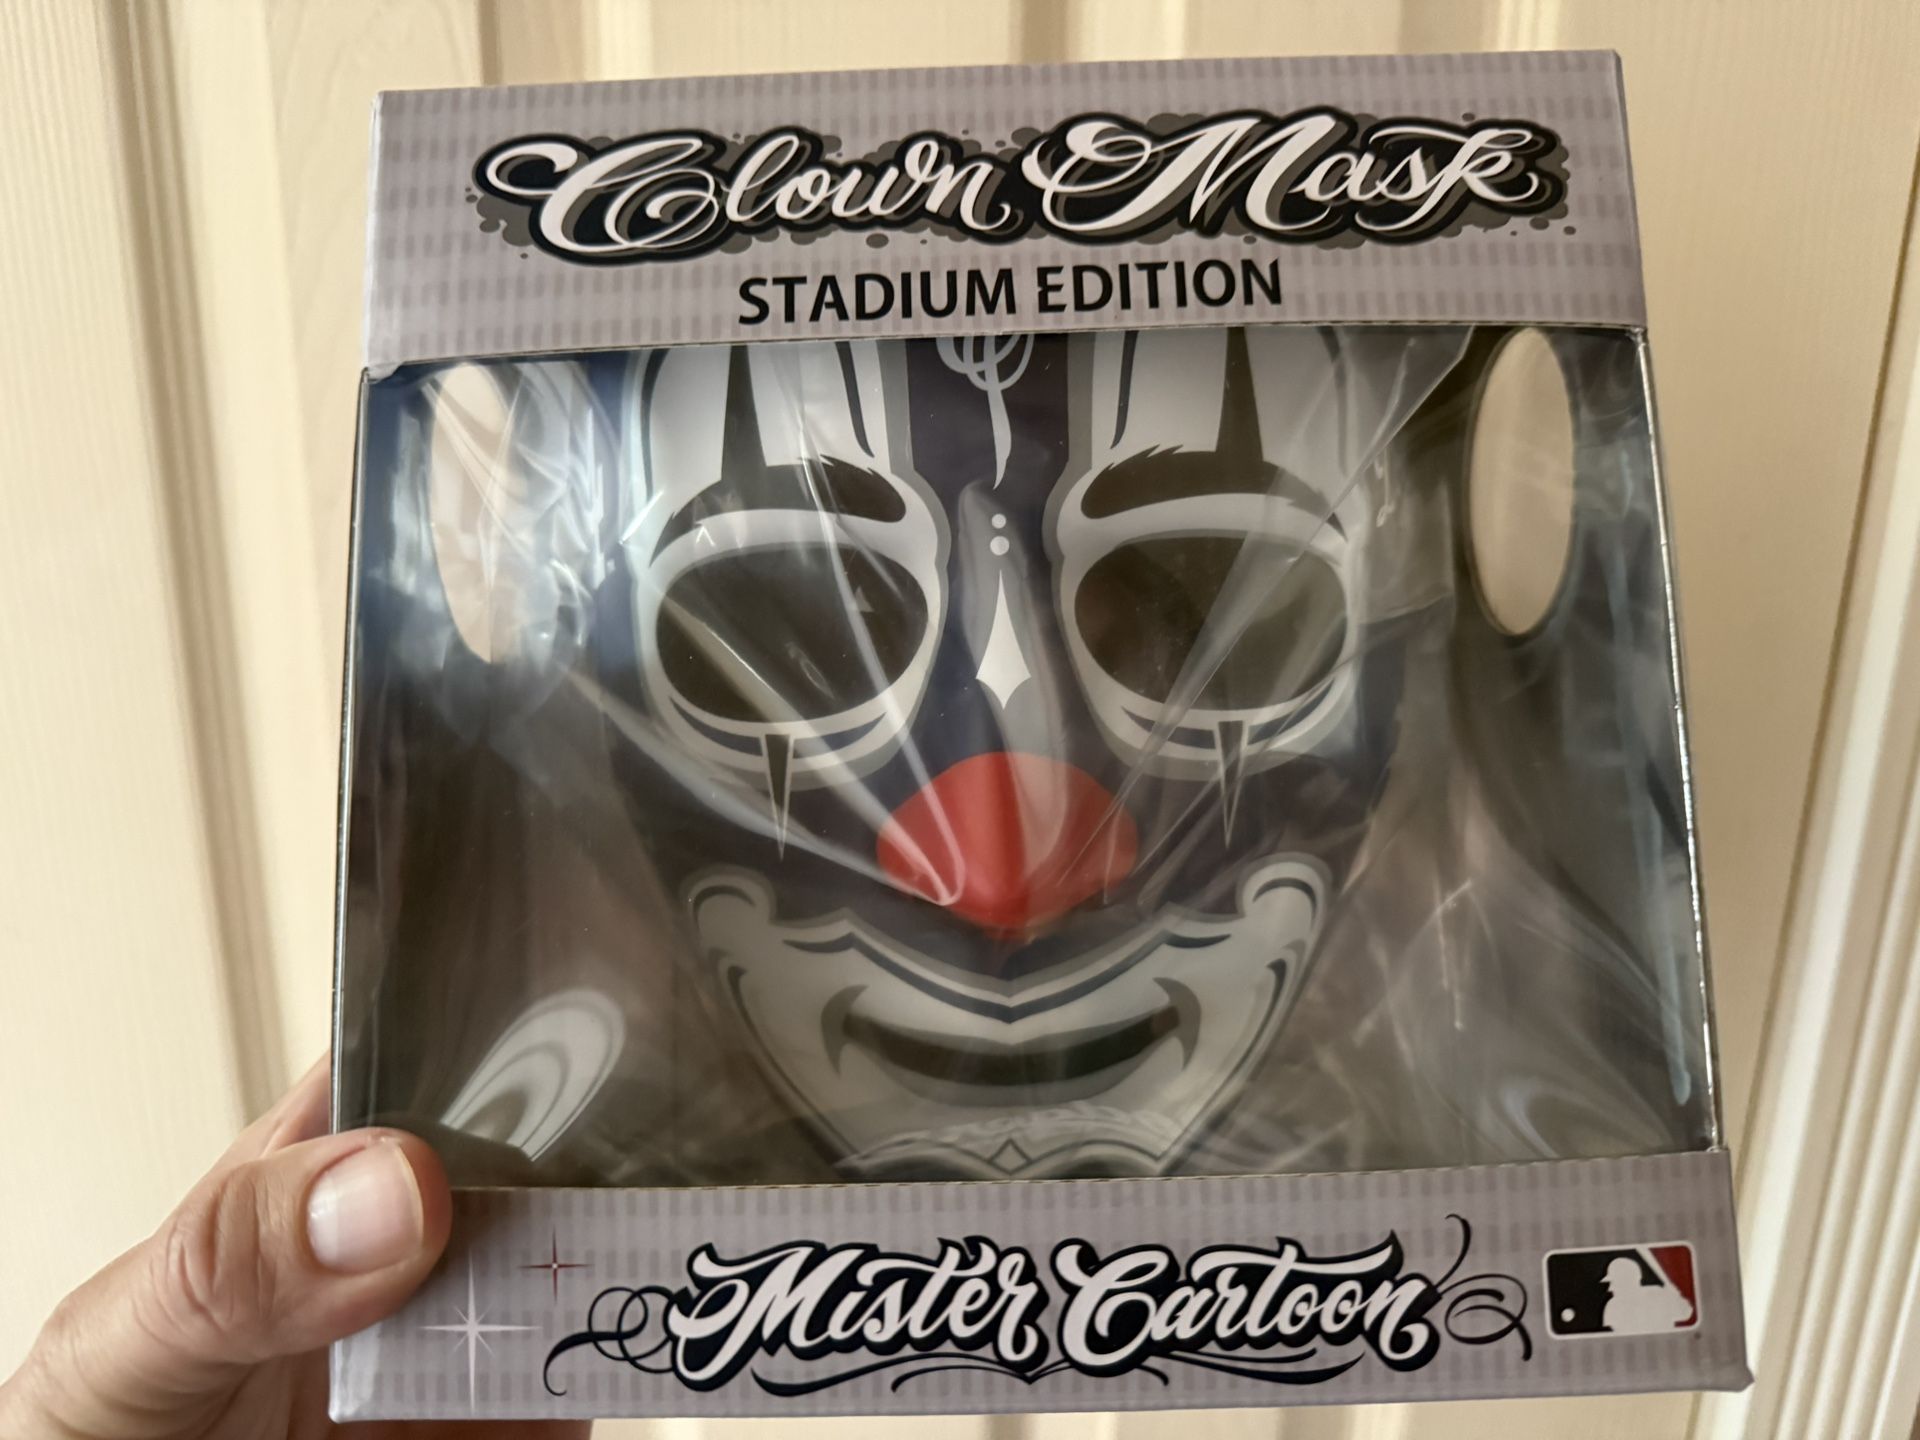 Clown Mask
STADIUM EDITION
Mister Cartoon